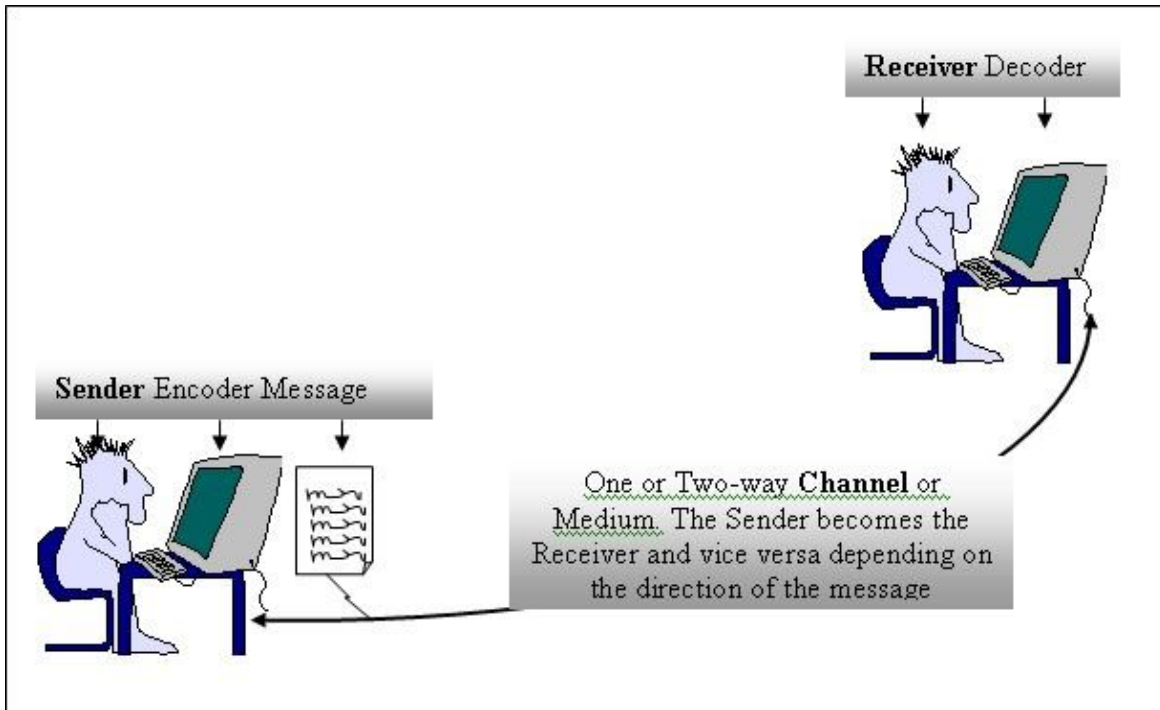 Receiver Decoder
Sender Encoder Message
One or Two-way Channel or
Medium. The Sender becomes the
Receiver and vice versa depending on
the direction of the message